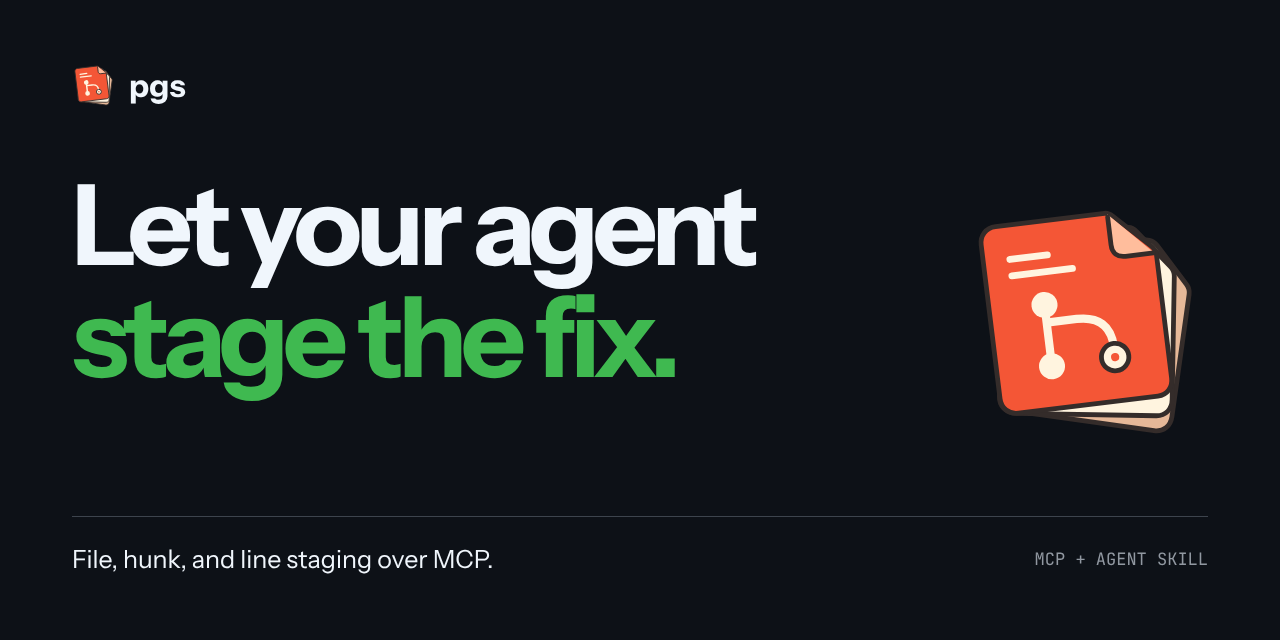 pgs
Let your agent
stage the fix.
File, hunk, and line staging over MCP.
MCP + AGENT SKILL